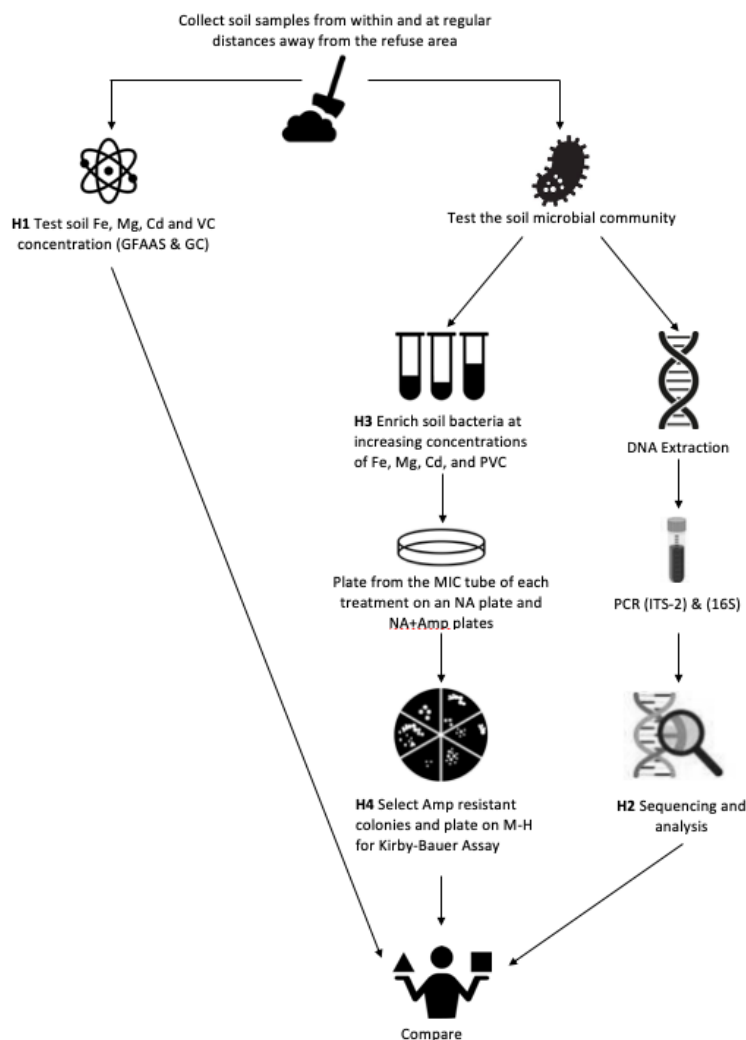 Collect soil samples from within and at regular
distances away from the refuse area
H1 Test soil Fe, Mg, Cd and VC
concentration (GFAAS & GC)
Test the soil microbial community
H3 Enrich soil bacteria at
increasing concentrations
of Fe, Mg, Cd, and PVC
DNA Extraction
Plate from the MIC tube of each
treatment on an NA plate and
NA+Amp plates
PCR (ITS-2) & (16S)
H4 Select Amp resistant
colonies and plate on M-H
for Kirby-Bauer Assay
H2 Sequencing and
analysis
Compare